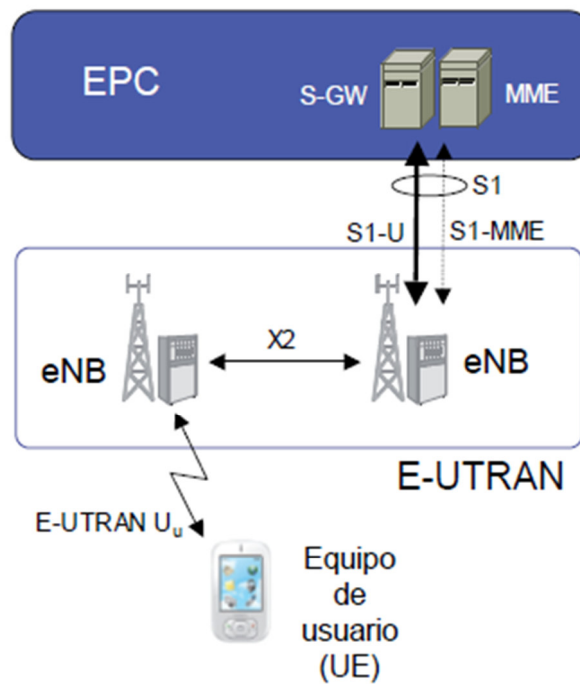 EPC
S-GW
MME
S1
S1-U
S1-MME
X2
eNB
eNB
E-UTRAN
E-UTRAN Uu
Equipo
de
usuario
(UE)